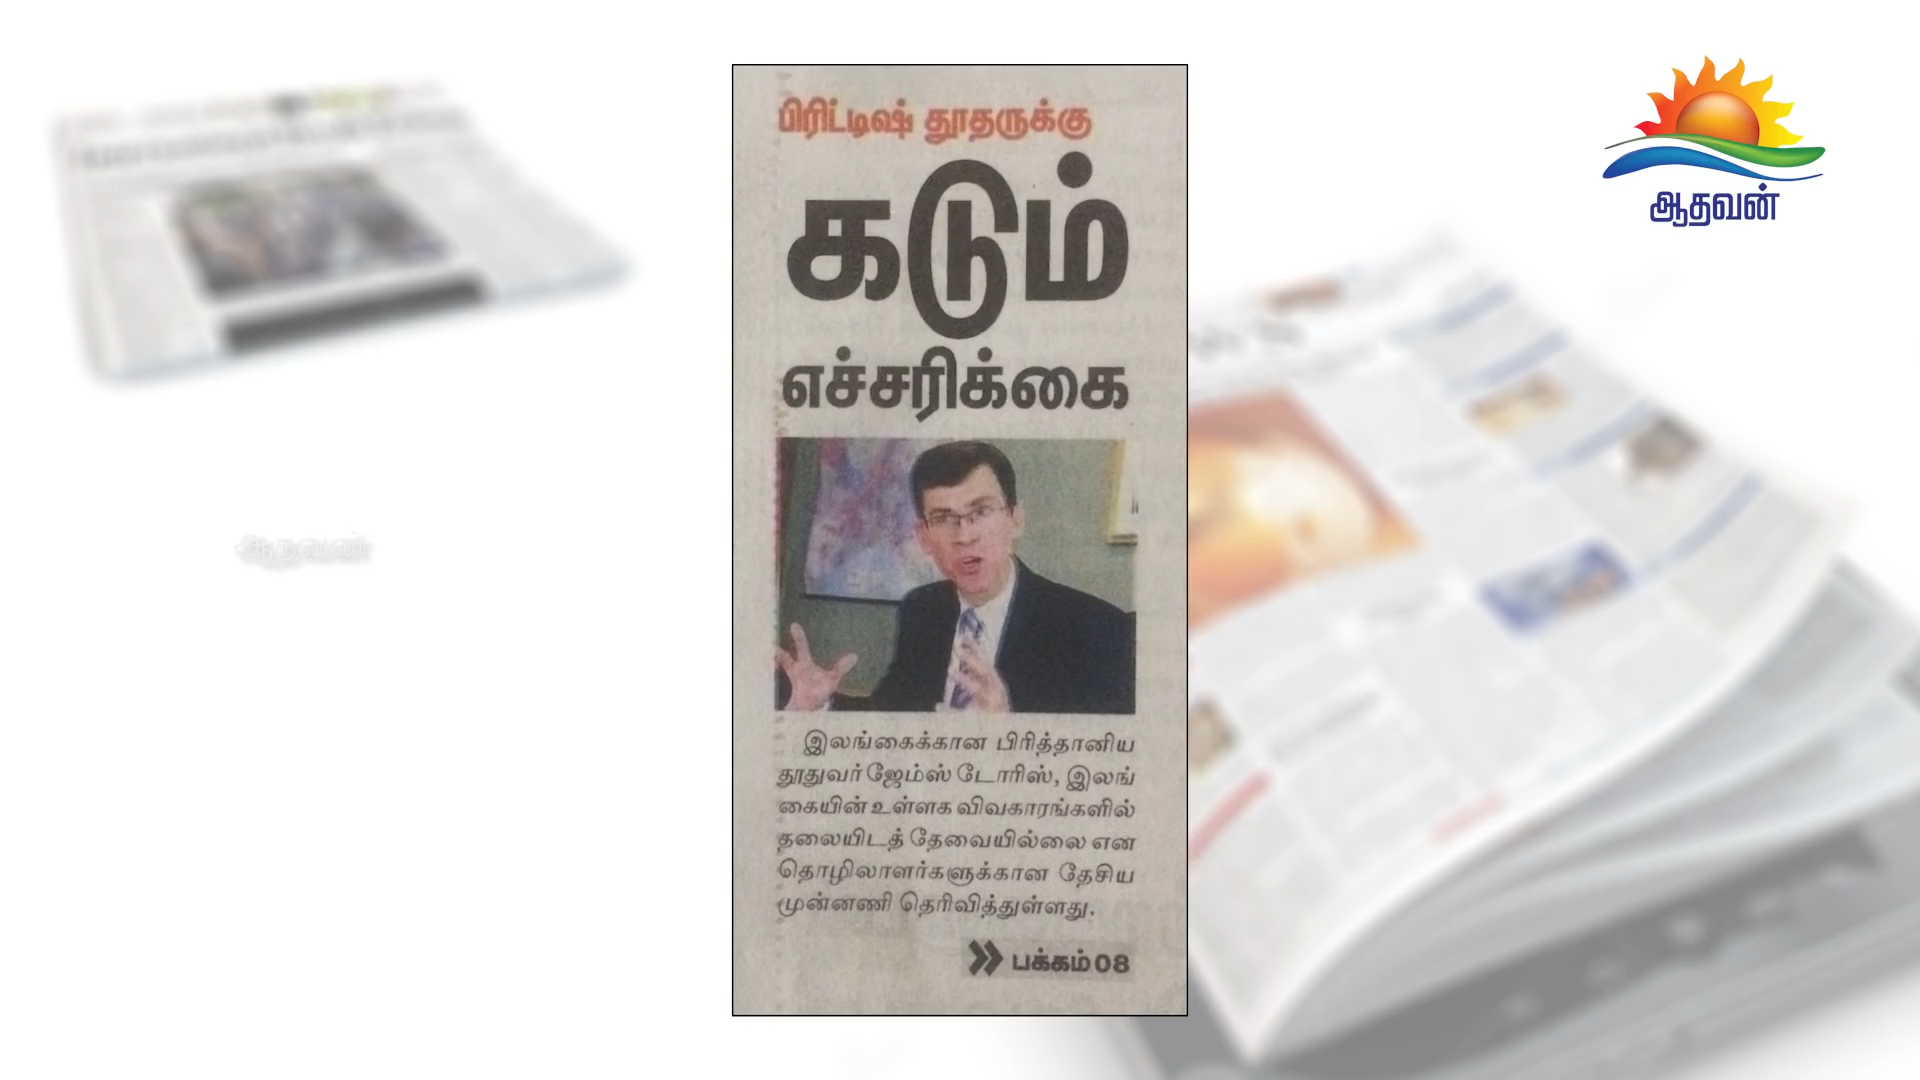 பிரிட்டிஷ் தூதருக்கு
கடும்
எச்சரிக்கை
இலங்கைக்கான பிரித்தானிய
தூதுவர் ஜேம்ஸ் டோரிஸ், இலங்
கையின் உள்ளக விவகாரங்களில்
தலையிடத் தேவையில்லை என
தொழிலாளர்களுக்கான தேசிய
முன்னணி தெரிவித்துள்ளது.
பக்கம் 08
ஆதவன்
ஆதவன்